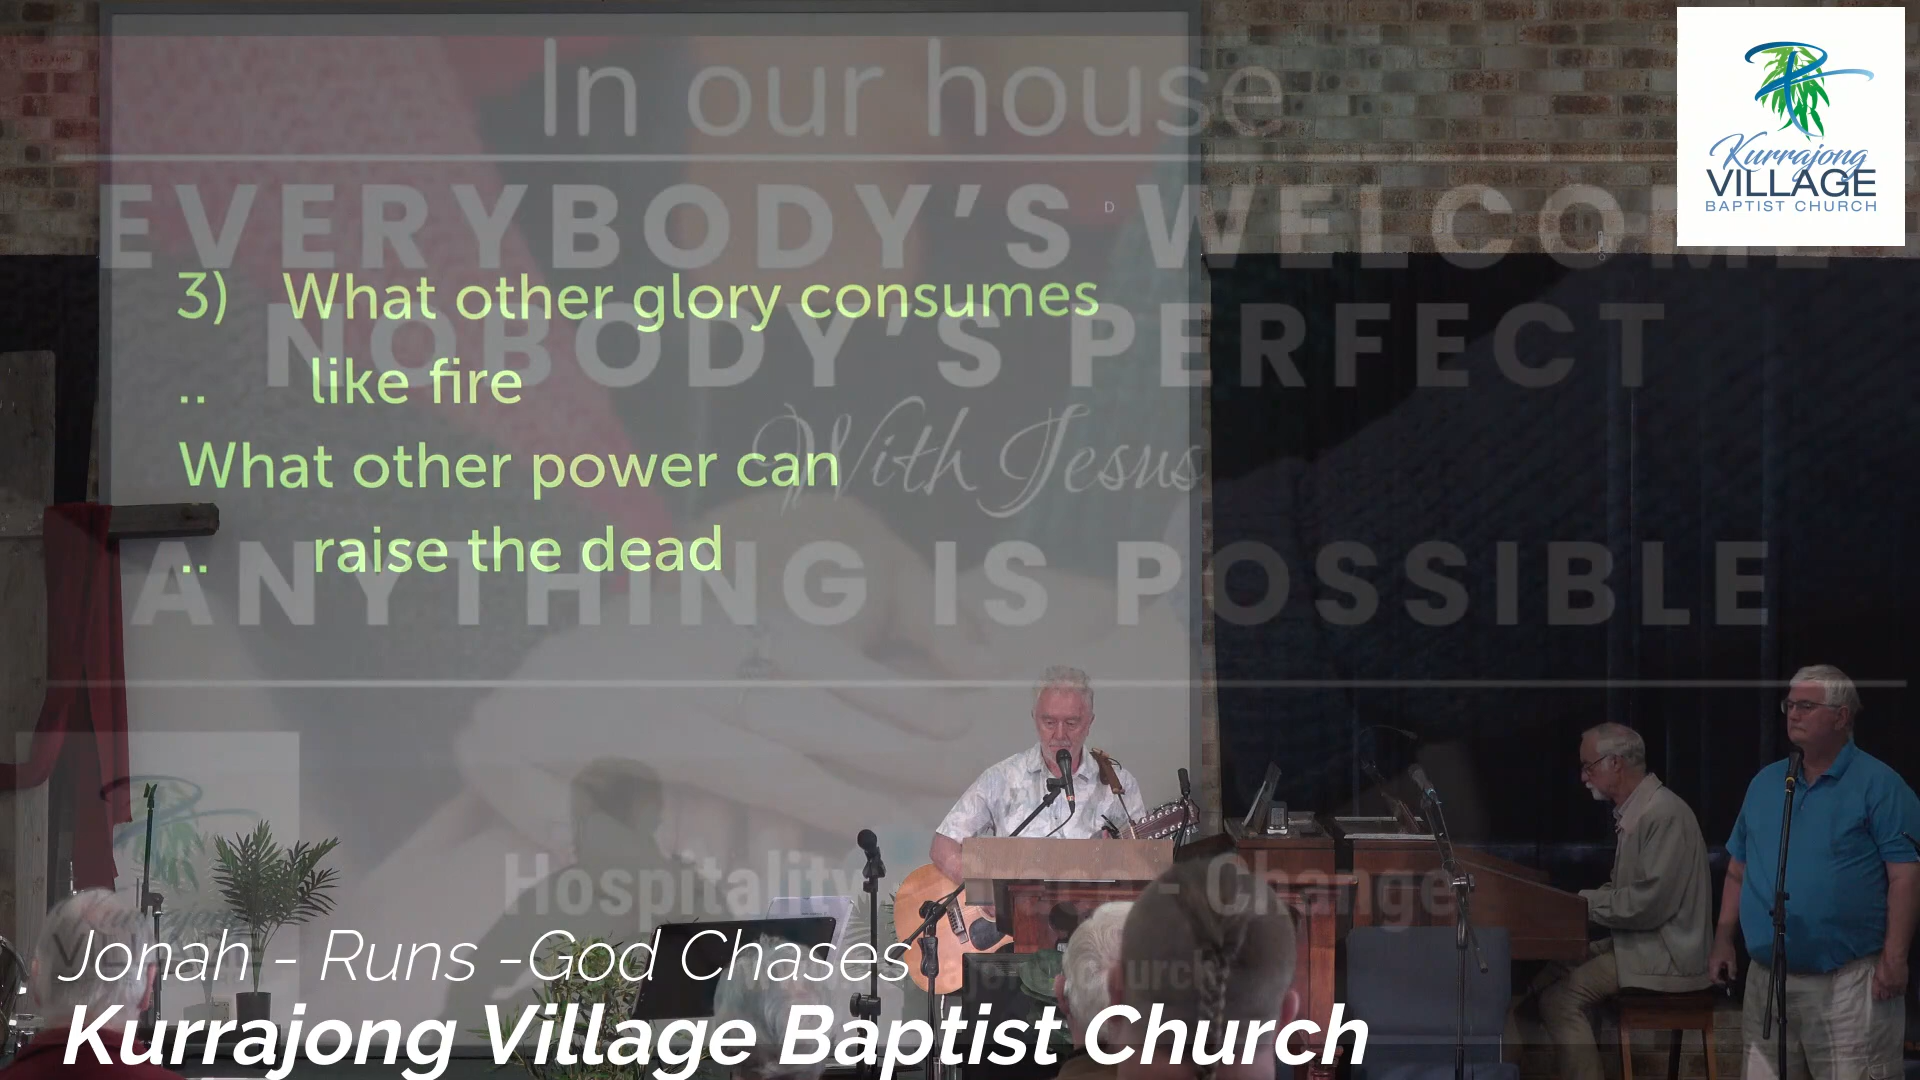 In our house
EVERYBODY'S WELCOME
NOBODY'S PERFECT
With Jesus
ANYTHING IS POSSIBLE
3) What other glory consumes
.. like fire
What other power can
.. raise the dead
Hospitality - Change
Kurrajong
VILLAGE
BAPTIST CHURCH
Jonah - Runs -God Chases
Kurrajong Village Baptist Church